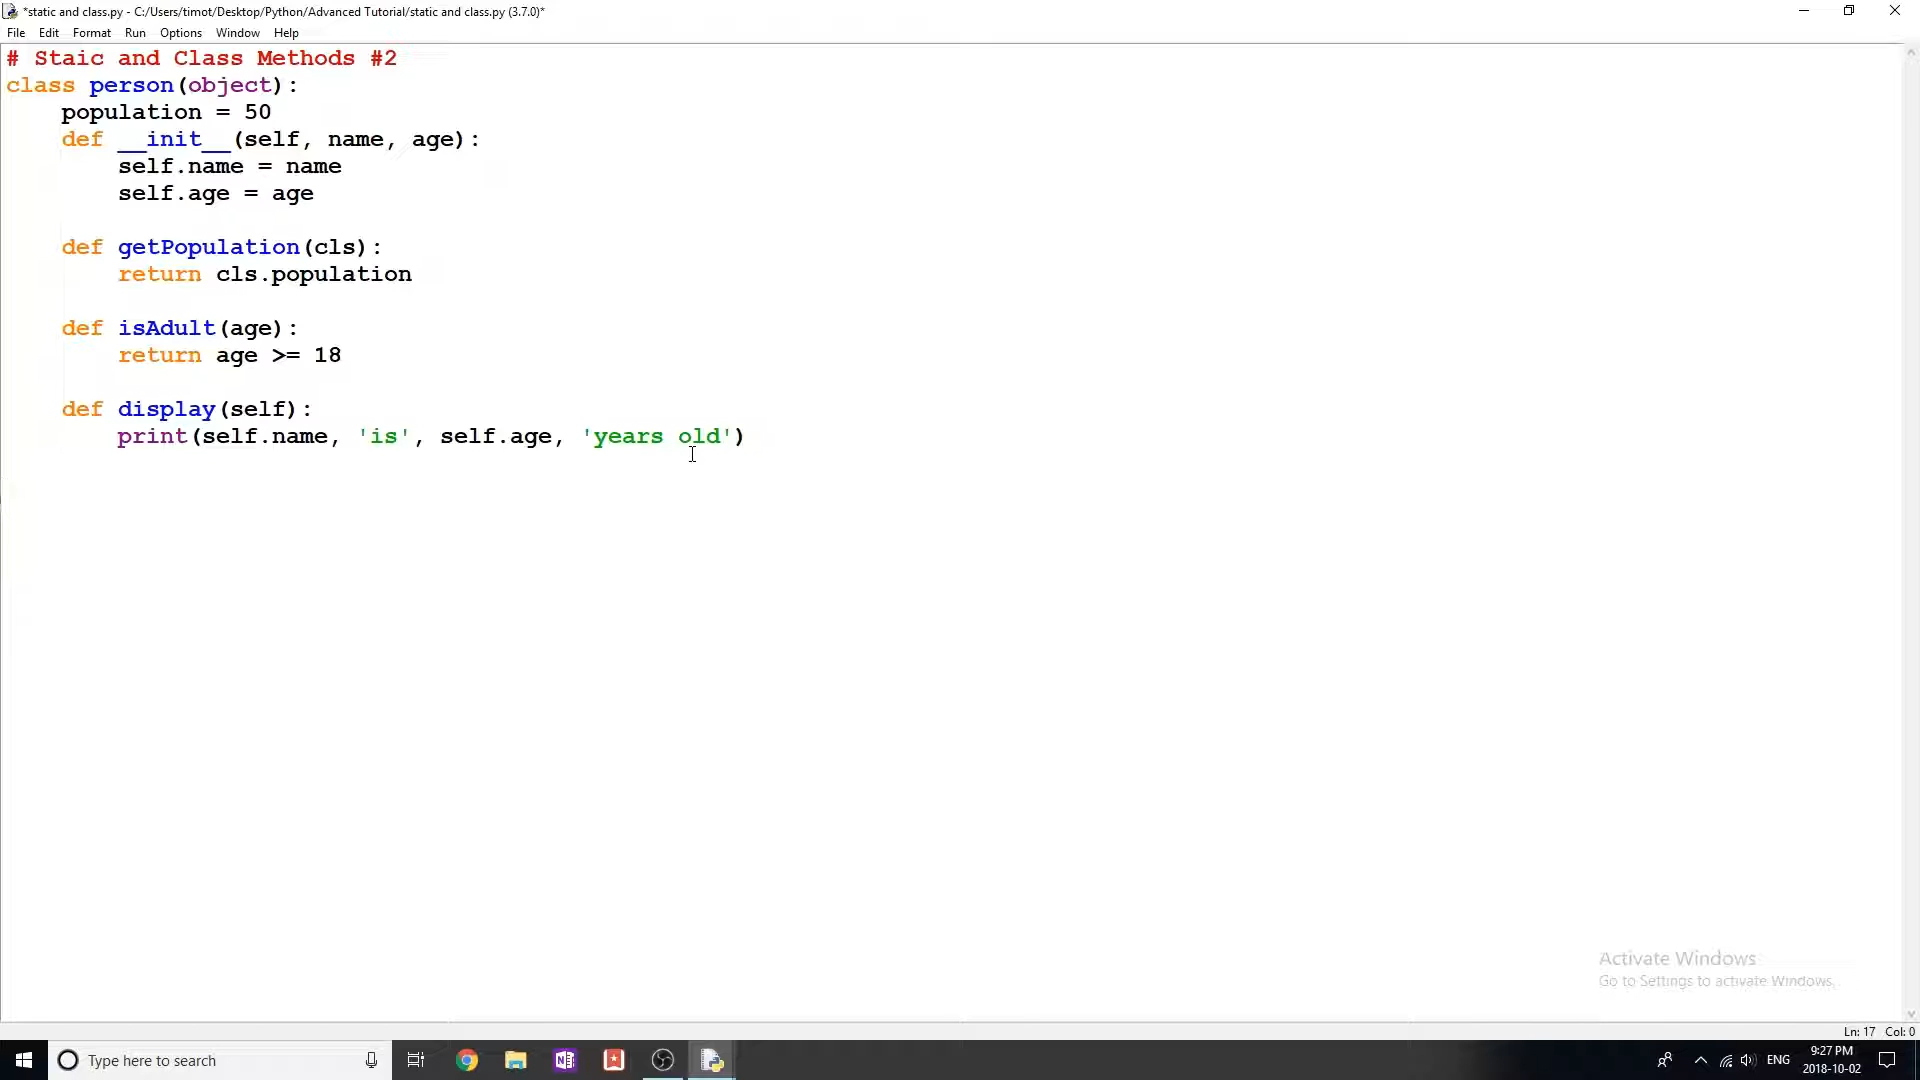 *static and class.py - C:/Users/timot/Desktop/Python/Advanced Tutorial/static and class.py (3.7.0)*
File Edit Format Run Options Window Help
# Staic and Class Methods #2
class person(object):
    population = 50
    def __init__(self, name, age):
        self.name = name
        self.age = age
    def getPopulation(cls):
        return cls.population
    def isAdult(age):
        return age >= 18
    def display(self):
        print(self.name, 'is', self.age, 'years old')
Activate Windows
Go to Settings to activate Windows.
Ln: 17 Col: 0
Type here to search
ENG
9:27 PM
2018-10-02